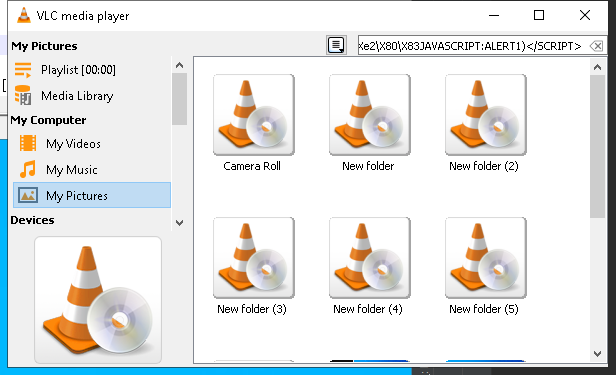 VLC media player
My Pictures
Xe2\X80\X83JAVASCRIPT:ALERT1)</SCRIPT>
Playlist [00:00]
Media Library
My Computer
My Videos
My Music
My Pictures
Devices
Camera Roll
New folder
New folder (2)
New folder (3)
New folder (4)
New folder (5)